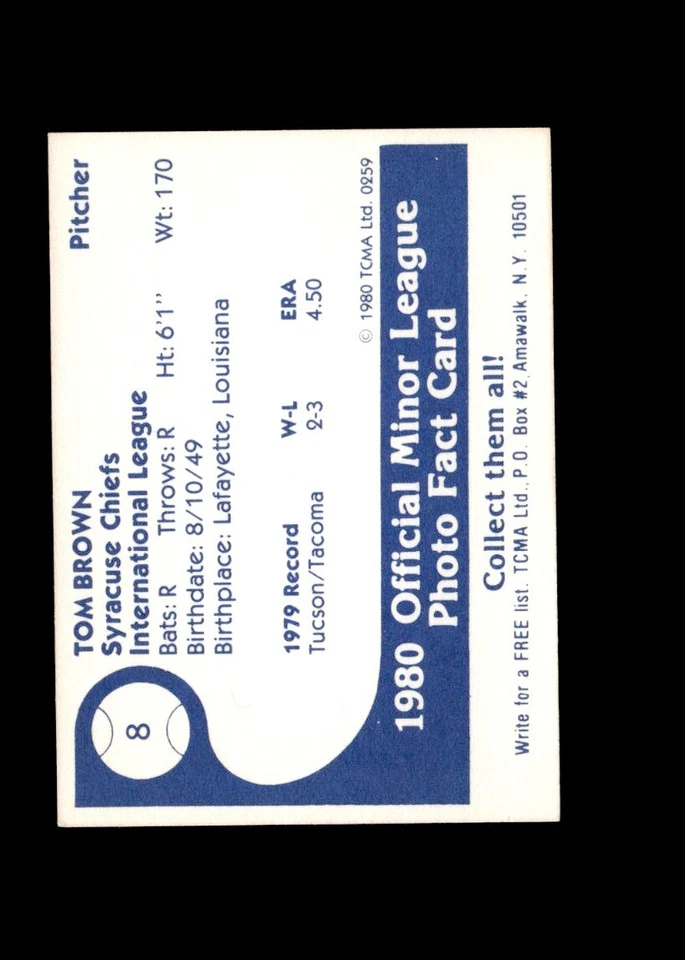 8
TOM BROWN Pitcher
Syracuse Chiefs
International League
Bats: R Throws: R Ht: 6'1" Wt: 170
Birthdate: 8/10/49
Birthplace: Lafayette, Louisiana
1979 Record W-L ERA
Tucson/Tacoma 2-3 4.50
© 1980 TCMA Ltd. 0259
1980 Official Minor League
Photo Fact Card
Collect them all!
Write for a FREE list. TCMA Ltd., P.O. Box #2, Amawalk, N.Y. 10501